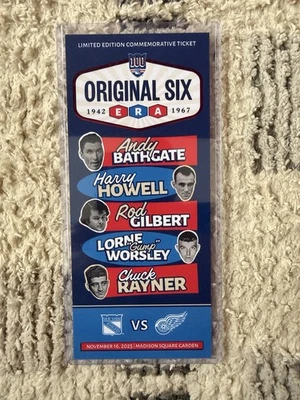 LIMITED EDITION COMMEMORATIVE TICKET
100
ORIGINAL SIX
1942 ERA 1967
Andy
BATHGATE
Harry
HOWELL
Rod
GILBERT
LORNE "Gump"
WORSLEY
Chuck
RAYNER
VS
NOVEMBER 16, 2025 | MADISON SQUARE GARDEN